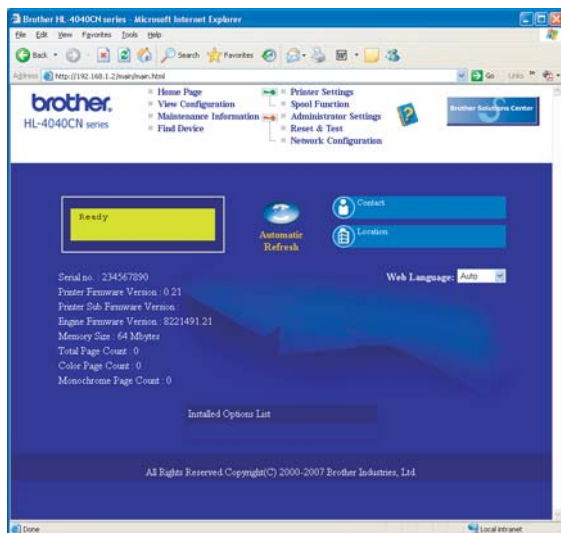 Brother HL-4040CN series - Microsoft Internet Explorer
File Edit View Favorites Tools Help
Back Search Favorites
Address http://192.168.1.2/main/main.html Go Links
brother.
HL-4040CN series
Home Page
View Configuration
Maintenance Information
Find Device
Printer Settings
Spool Function
Administrator Settings
Reset & Test
Network Configuration
Brother Solutions Center
Ready
Automatic
Refresh
Contact
Location
Serial no. : 234567890
Web Language: Auto
Printer Firmware Version : 0.21
Printer Sub Firmware Version :
Engine Firmware Version : 8221491.21
Memory Size : 64 Mbytes
Total Page Count : 0
Color Page Count : 0
Monochrome Page Count : 0
Installed Options List
All Rights Reserved Copyright(C) 2000-2007 Brother Industries, Ltd.
Done Local intranet